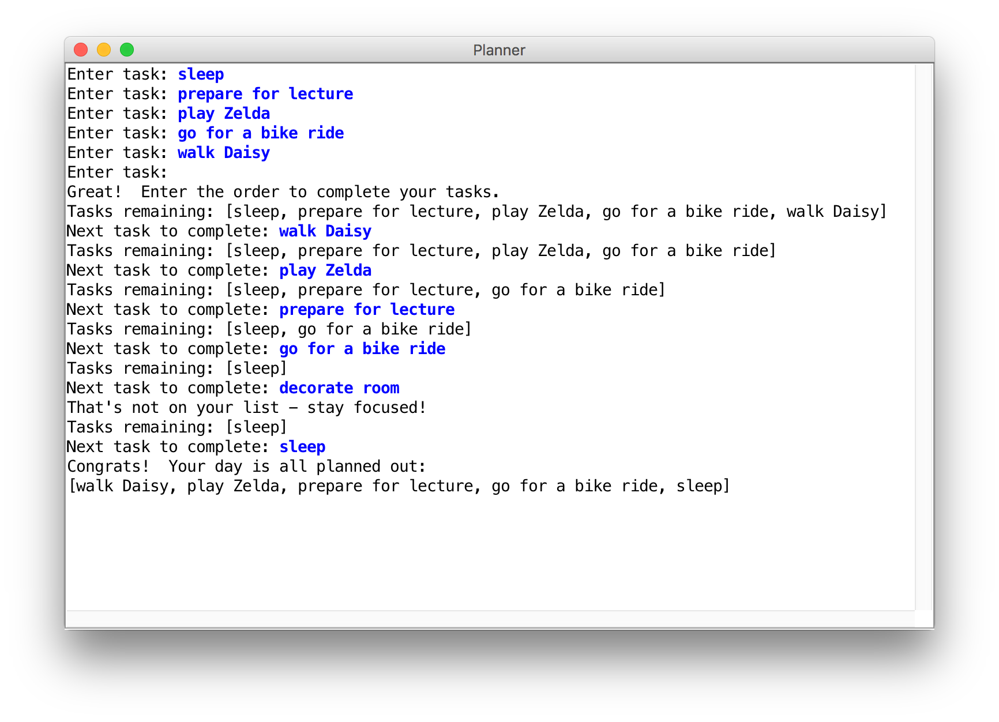 Planner
Enter task: sleep
Enter task: prepare for lecture
Enter task: play Zelda
Enter task: go for a bike ride
Enter task: walk Daisy
Enter task:
Great!  Enter the order to complete your tasks.
Tasks remaining: [sleep, prepare for lecture, play Zelda, go for a bike ride, walk Daisy]
Next task to complete: walk Daisy
Tasks remaining: [sleep, prepare for lecture, play Zelda, go for a bike ride]
Next task to complete: play Zelda
Tasks remaining: [sleep, prepare for lecture, go for a bike ride]
Next task to complete: prepare for lecture
Tasks remaining: [sleep, go for a bike ride]
Next task to complete: go for a bike ride
Tasks remaining: [sleep]
Next task to complete: decorate room
That's not on your list – stay focused!
Tasks remaining: [sleep]
Next task to complete: sleep
Congrats!  Your day is all planned out:
[walk Daisy, play Zelda, prepare for lecture, go for a bike ride, sleep]